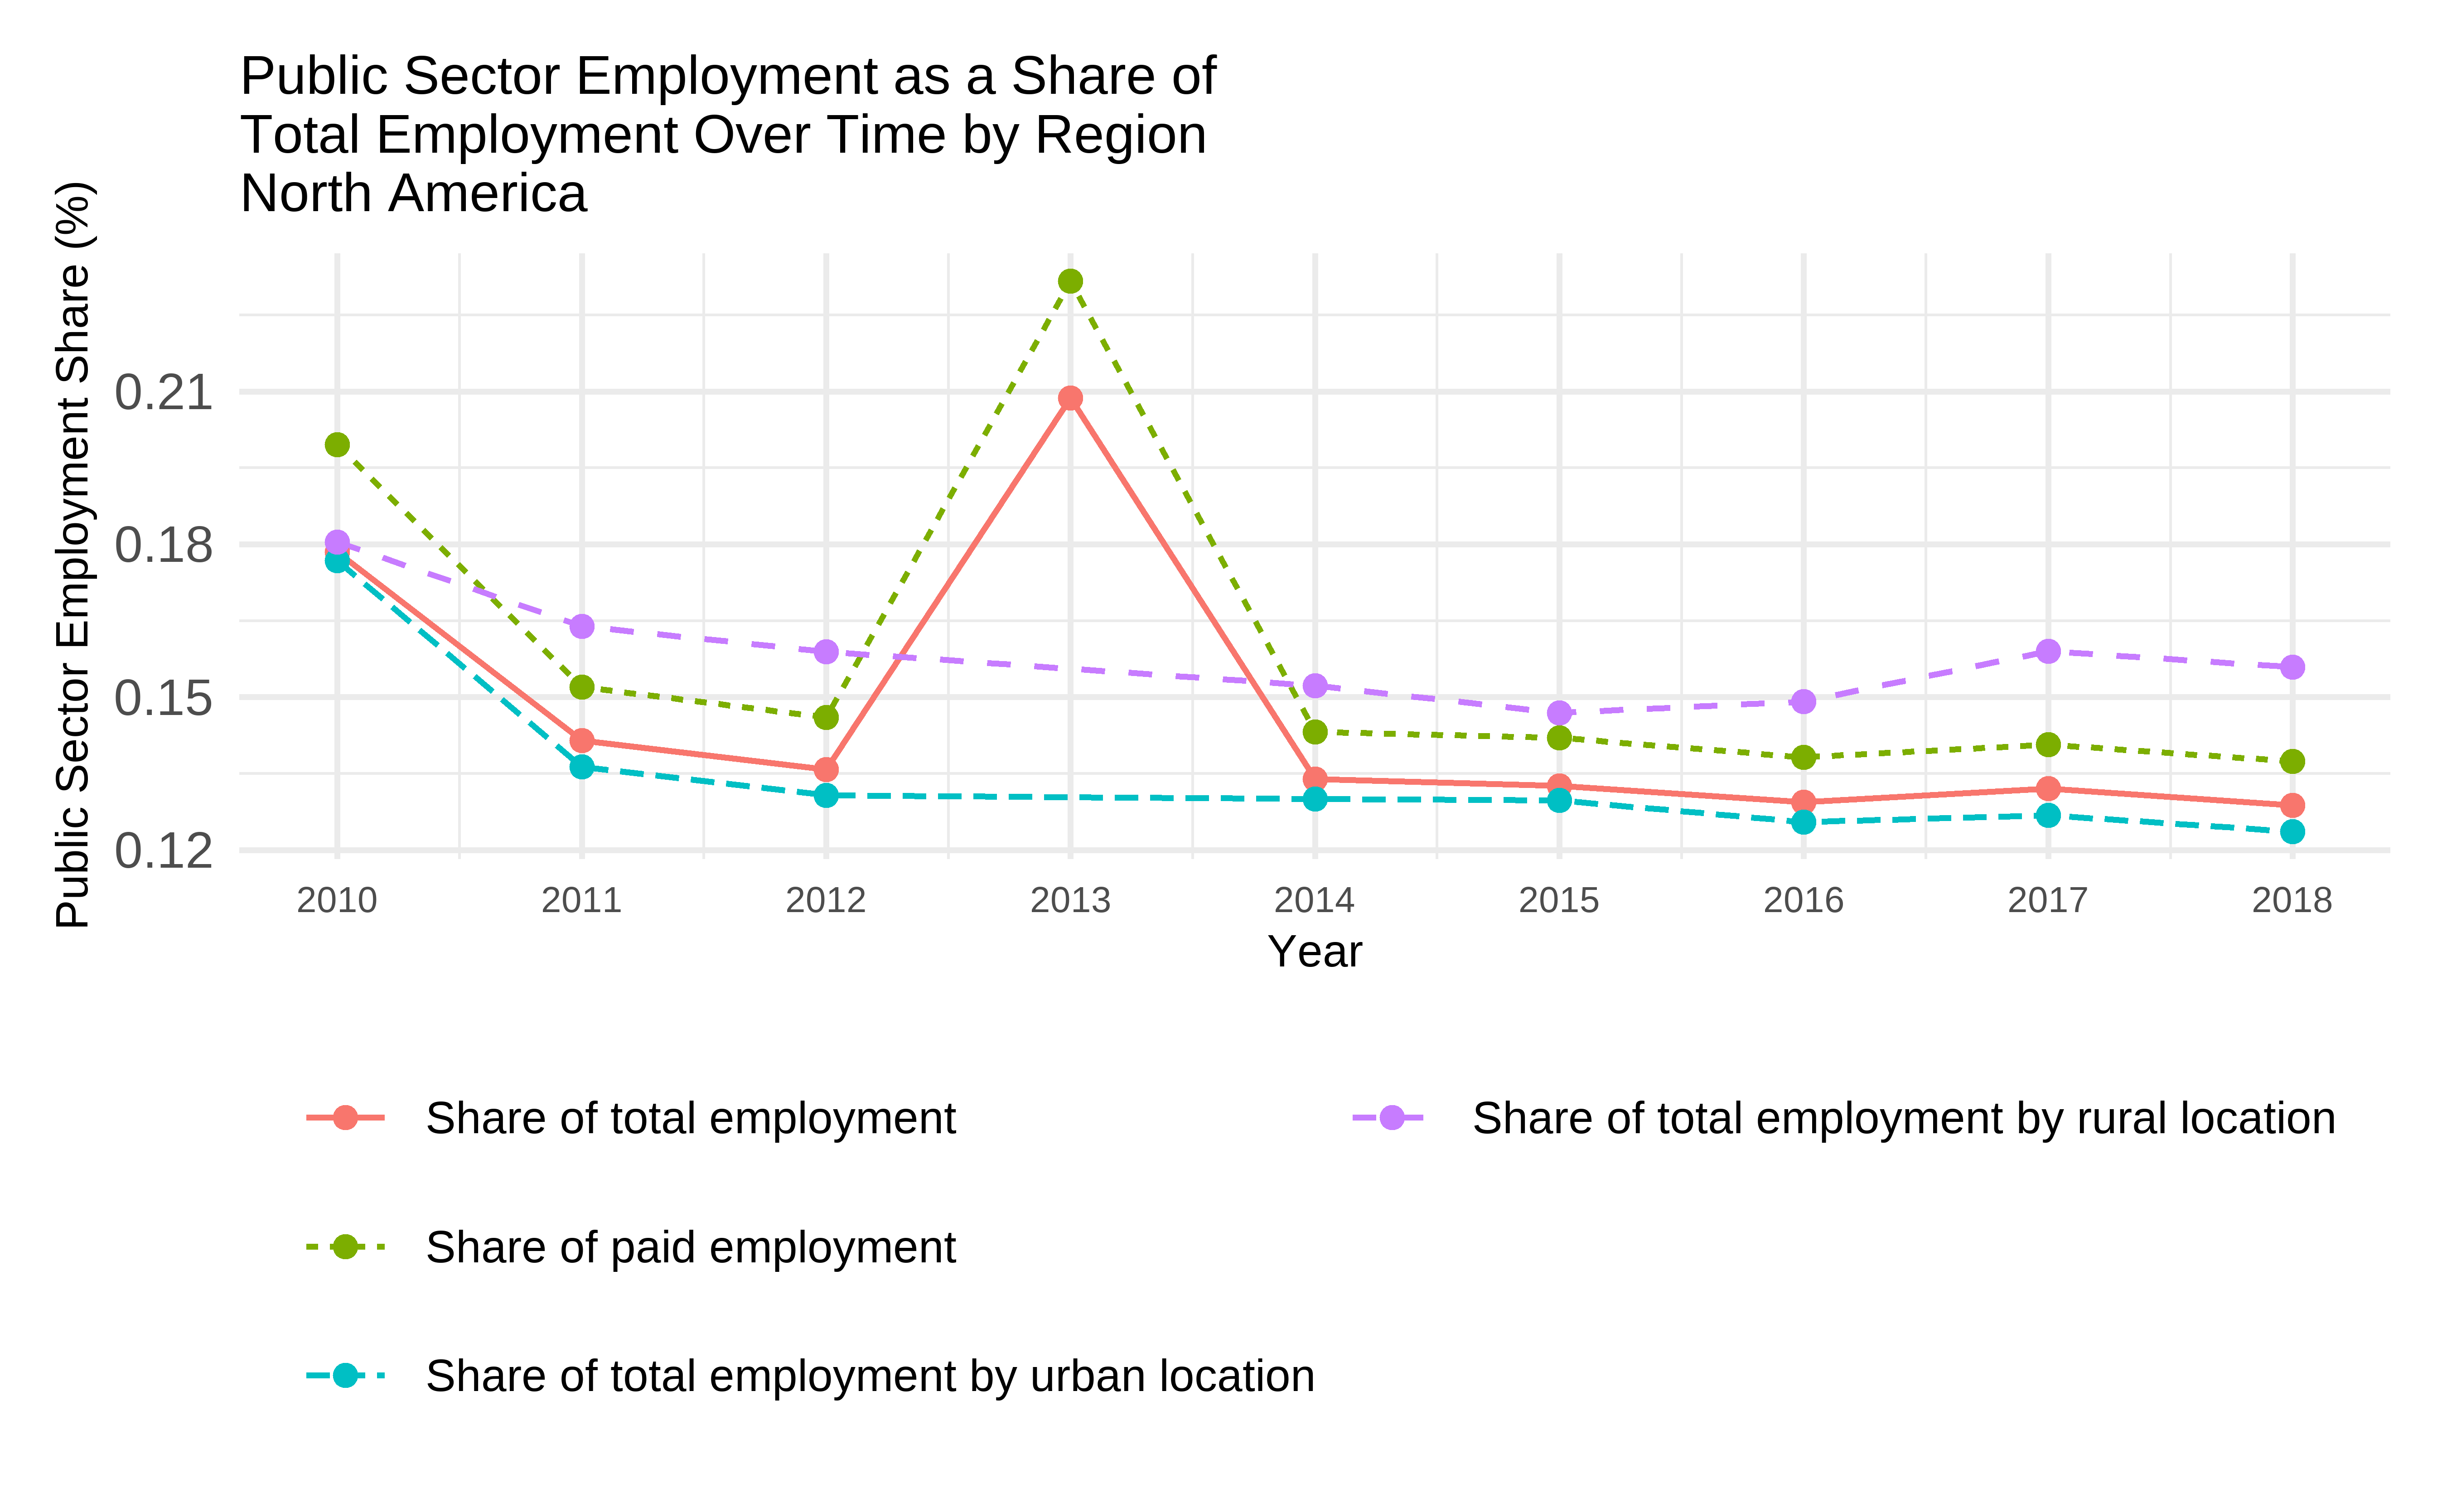 Public Sector Employment as a Share of
Total Employment Over Time by Region
North America
Public Sector Employment Share (%)
0.21
0.18
0.15
0.12
2010 2011 2012 2013 2014 2015 2016 2017 2018
Year
Share of total employment
Share of total employment by rural location
Share of paid employment
Share of total employment by urban location